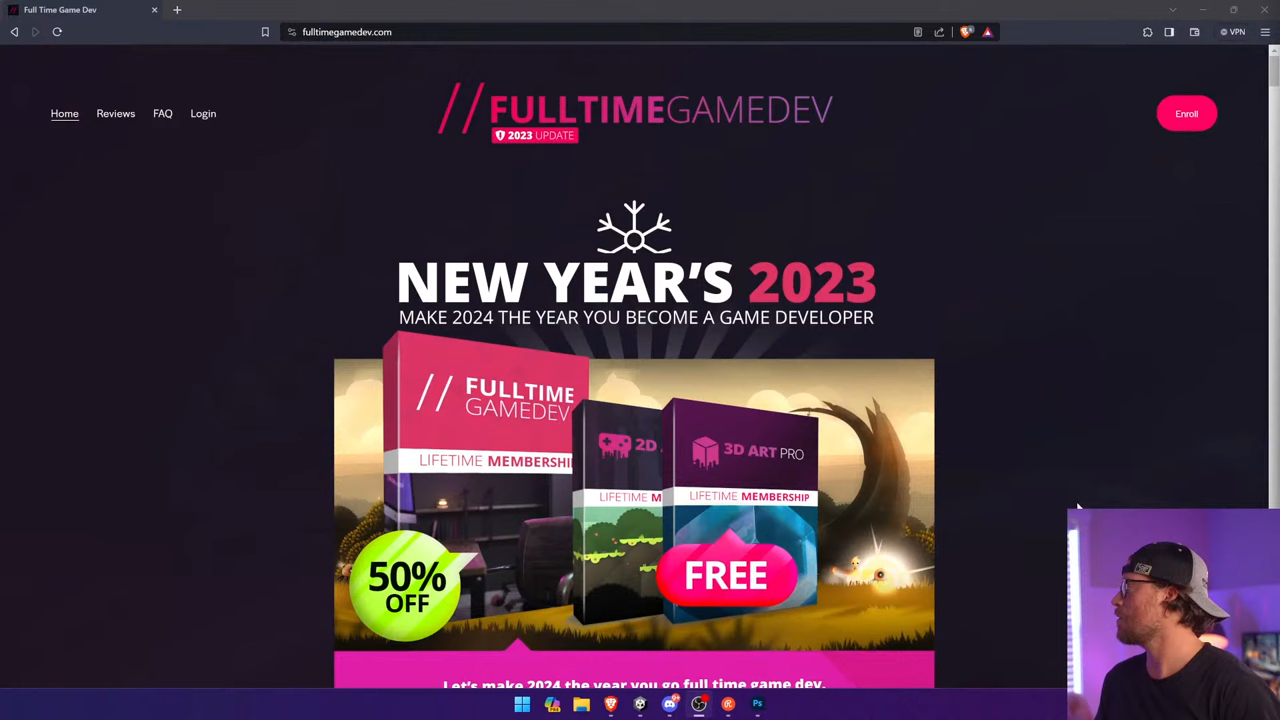 Full Time Game Dev
fulltimegamedev.com
VPN
Home
Reviews
FAQ
Login
//FULLTIMEGAMEDEV
2023 UPDATE
Enroll
NEW YEAR'S 2023
MAKE 2024 THE YEAR YOU BECOME A GAME DEVELOPER
// FULLTIME
GAMEDEV
LIFETIME MEMBERSHI
2D
LIFETIME M
3D ART PRO
LIFETIME MEMBERSHIP
50%
OFF
FREE
Let's make 2024 the year you go full time game dev.
PRE
Ps